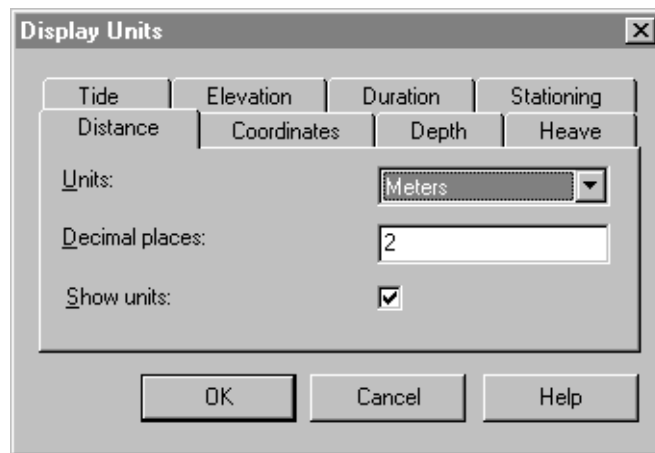 Display Units
Tide Elevation Duration Stationing
Distance Coordinates Depth Heave
Units: Meters
Decimal places: 2
Show units:
OK Cancel Help